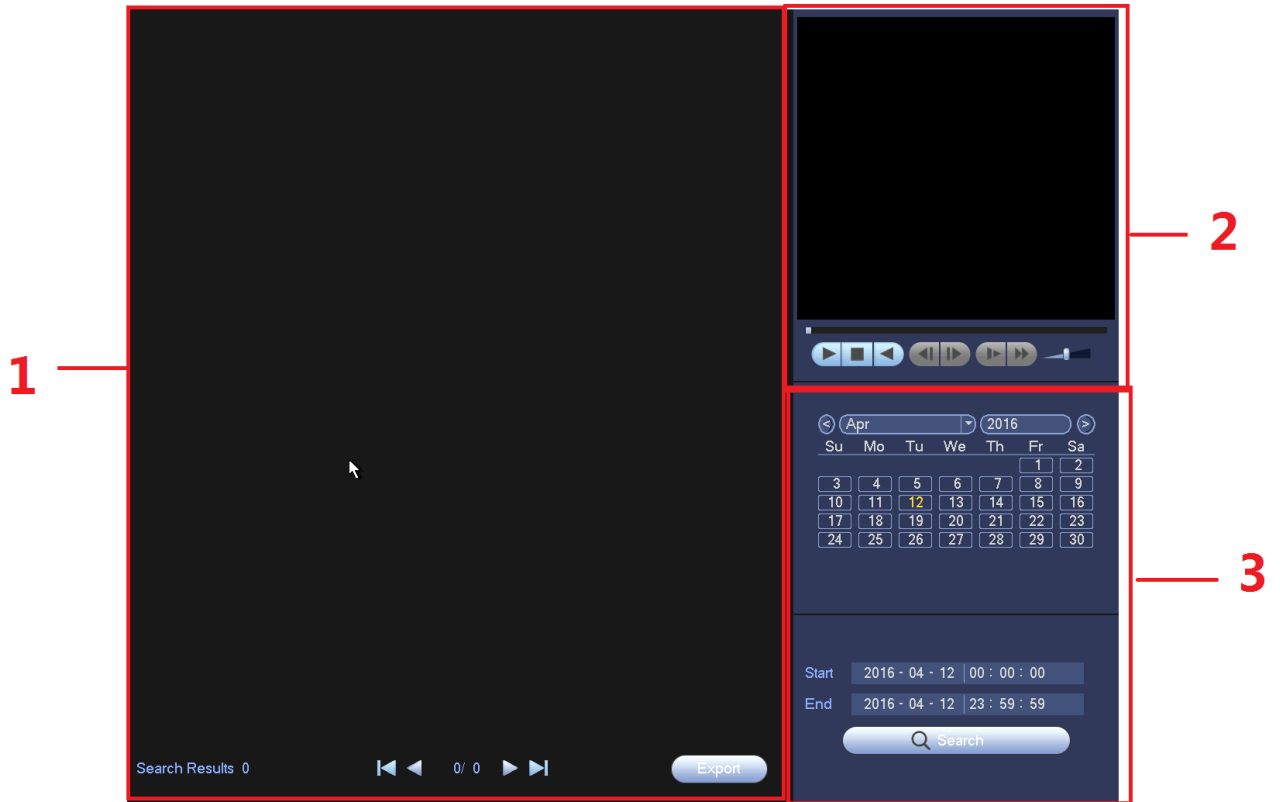 1
2
Apr 2016
Su Mo Tu We Th Fr Sa
1 2
3 4 5 6 7 8 9
10 11 12 13 14 15 16
17 18 19 20 21 22 23
24 25 26 27 28 29 30
3
Start 2016 - 04 - 12 00 : 00 : 00
End 2016 - 04 - 12 23 : 59 : 59
Search
Search Results 0 0/ 0 Export